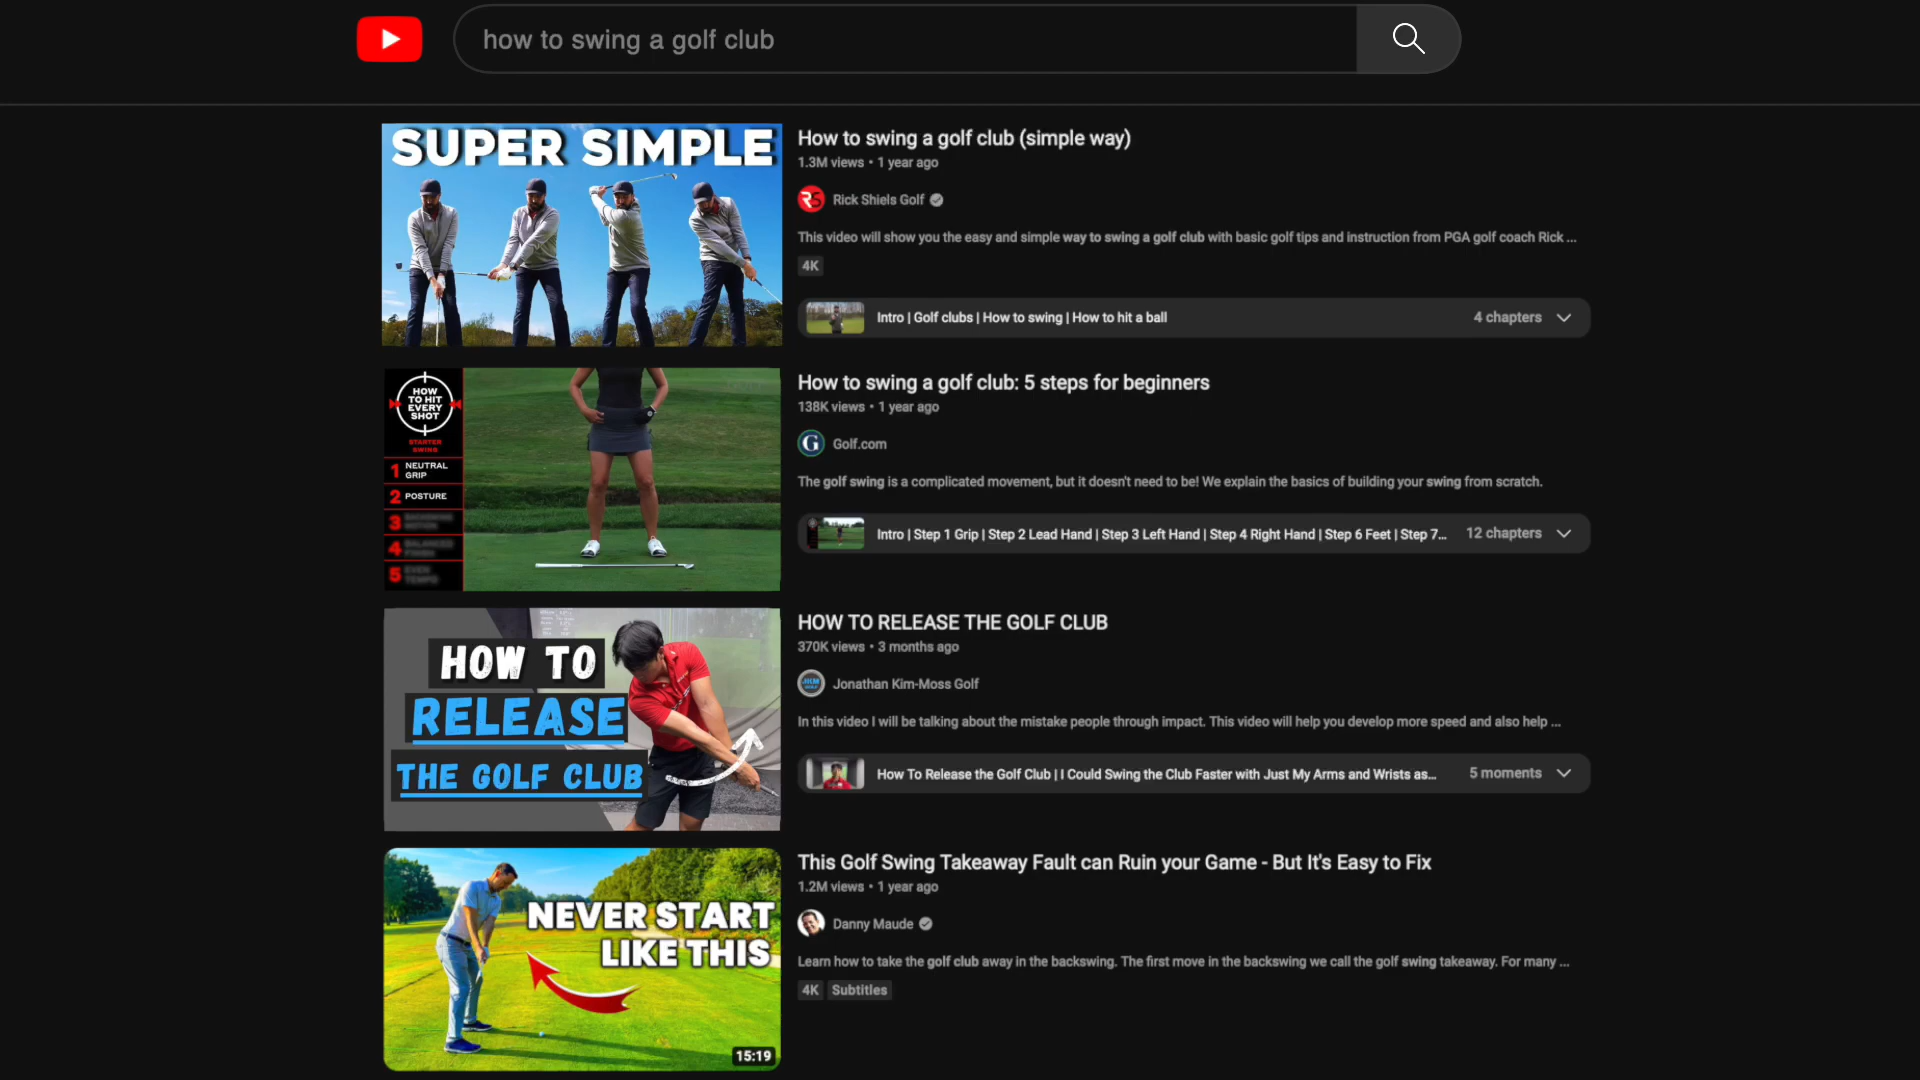 how to swing a golf club
SUPER SIMPLE
How to swing a golf club (simple way)
1.3M views • 1 year ago
RS
Rick Shiels Golf
This video will show you the easy and simple way to swing a golf club with basic golf tips and instruction from PGA golf coach Rick ...
4K
Intro | Golf clubs | How to swing | How to hit a ball
4 chapters
HOW
TO HIT
EVERY
SHOT
STARTER
SWING
1 NEUTRAL
GRIP
2 POSTURE
3
4
5
How to swing a golf club: 5 steps for beginners
138K views • 1 year ago
G
Golf.com
The golf swing is a complicated movement, but it doesn't need to be! We explain the basics of building your swing from scratch.
Intro | Step 1 Grip | Step 2 Lead Hand | Step 3 Left Hand | Step 4 Right Hand | Step 6 Feet | Step 7...
12 chapters
HOW TO
RELEASE
THE GOLF CLUB
HOW TO RELEASE THE GOLF CLUB
370K views • 3 months ago
Jonathan Kim-Moss Golf
In this video I will be talking about the mistake people through impact. This video will help you develop more speed and also help ...
How To Release the Golf Club | I Could Swing the Club Faster with Just My Arms and Wrists as...
5 moments
NEVER START
LIKE THIS
15:19
This Golf Swing Takeaway Fault can Ruin your Game - But It's Easy to Fix
1.2M views • 1 year ago
Danny Maude
Learn how to take the golf club away in the backswing. The first move in the backswing we call the golf swing takeaway. For many ...
4K Subtitles